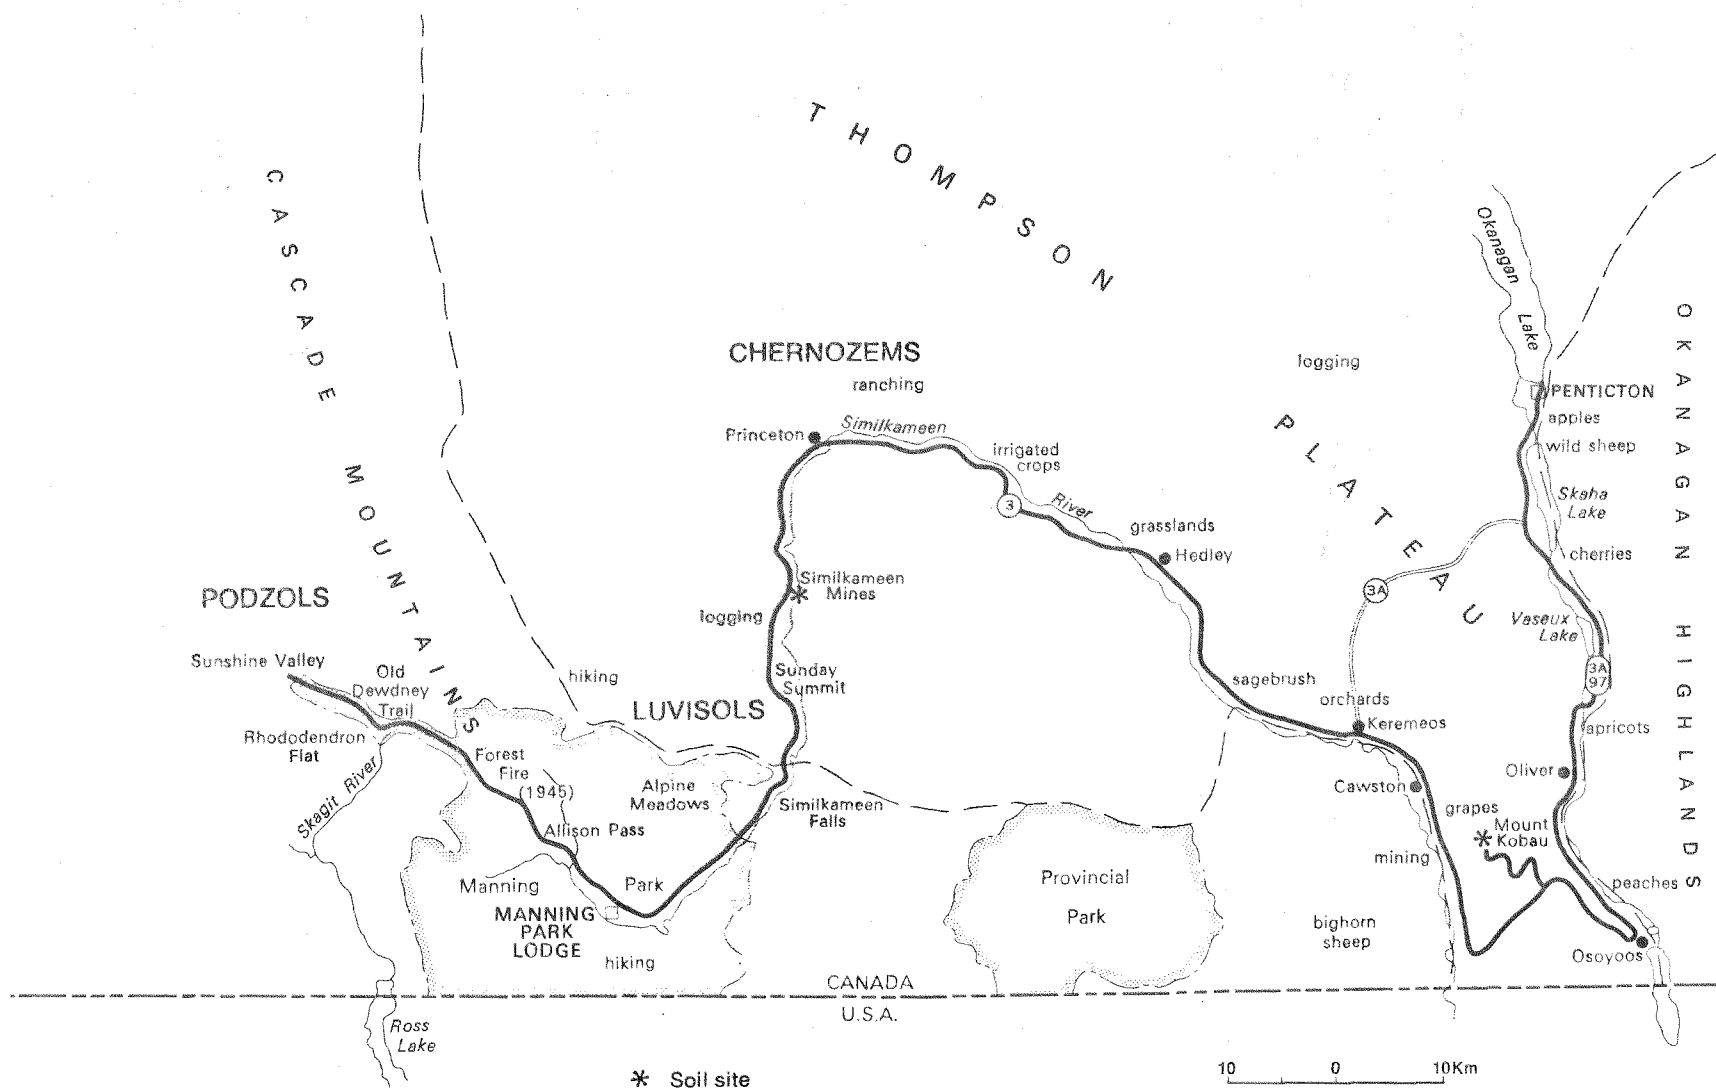 THOMPSON
PLATEAU
CASCADE MOUNTAINS
OKANAGAN HIGHLANDS
Okanagan
Lake
CHERNOZEMS
ranching
logging
PENTICTON
apples
wild sheep
Princeton
Similkameen
River
irrigated
crops
3
Skaha
Lake
grasslands
Hedley
cherries
3A
Similkameen
Mines
logging
PODZOLS
Vaseux
Lake
Sunshine Valley
Old
Dewdney
Trail
hiking
Sunday
Summit
3A
97
sagebrush
orchards
Keremeos
LUVISOLS
apricots
Rhododendron
Flat
Skagit River
Forest
Fire
(1945)
Alpine
Meadows
Similkameen
Falls
Oliver
Cawston
grapes
Mount
Kobau
Allison Pass
mining
Manning
Park
Provincial
Park
peaches
MANNING
PARK
LODGE
hiking
bighorn
sheep
Osoyoos
CANADA
U.S.A.
Ross
Lake
* Soil site
10 0 10Km